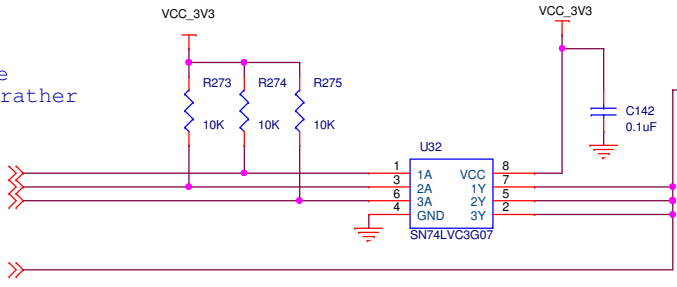 VCC_3V3
VCC_3V3
e
rather
R273
R274
R275
10K
10K
10K
C142
0.1uF
U32
1
1A
VCC
8
3
2A
1Y
7
6
3A
2Y
5
4
GND
3Y
2
SN74LVC3G07